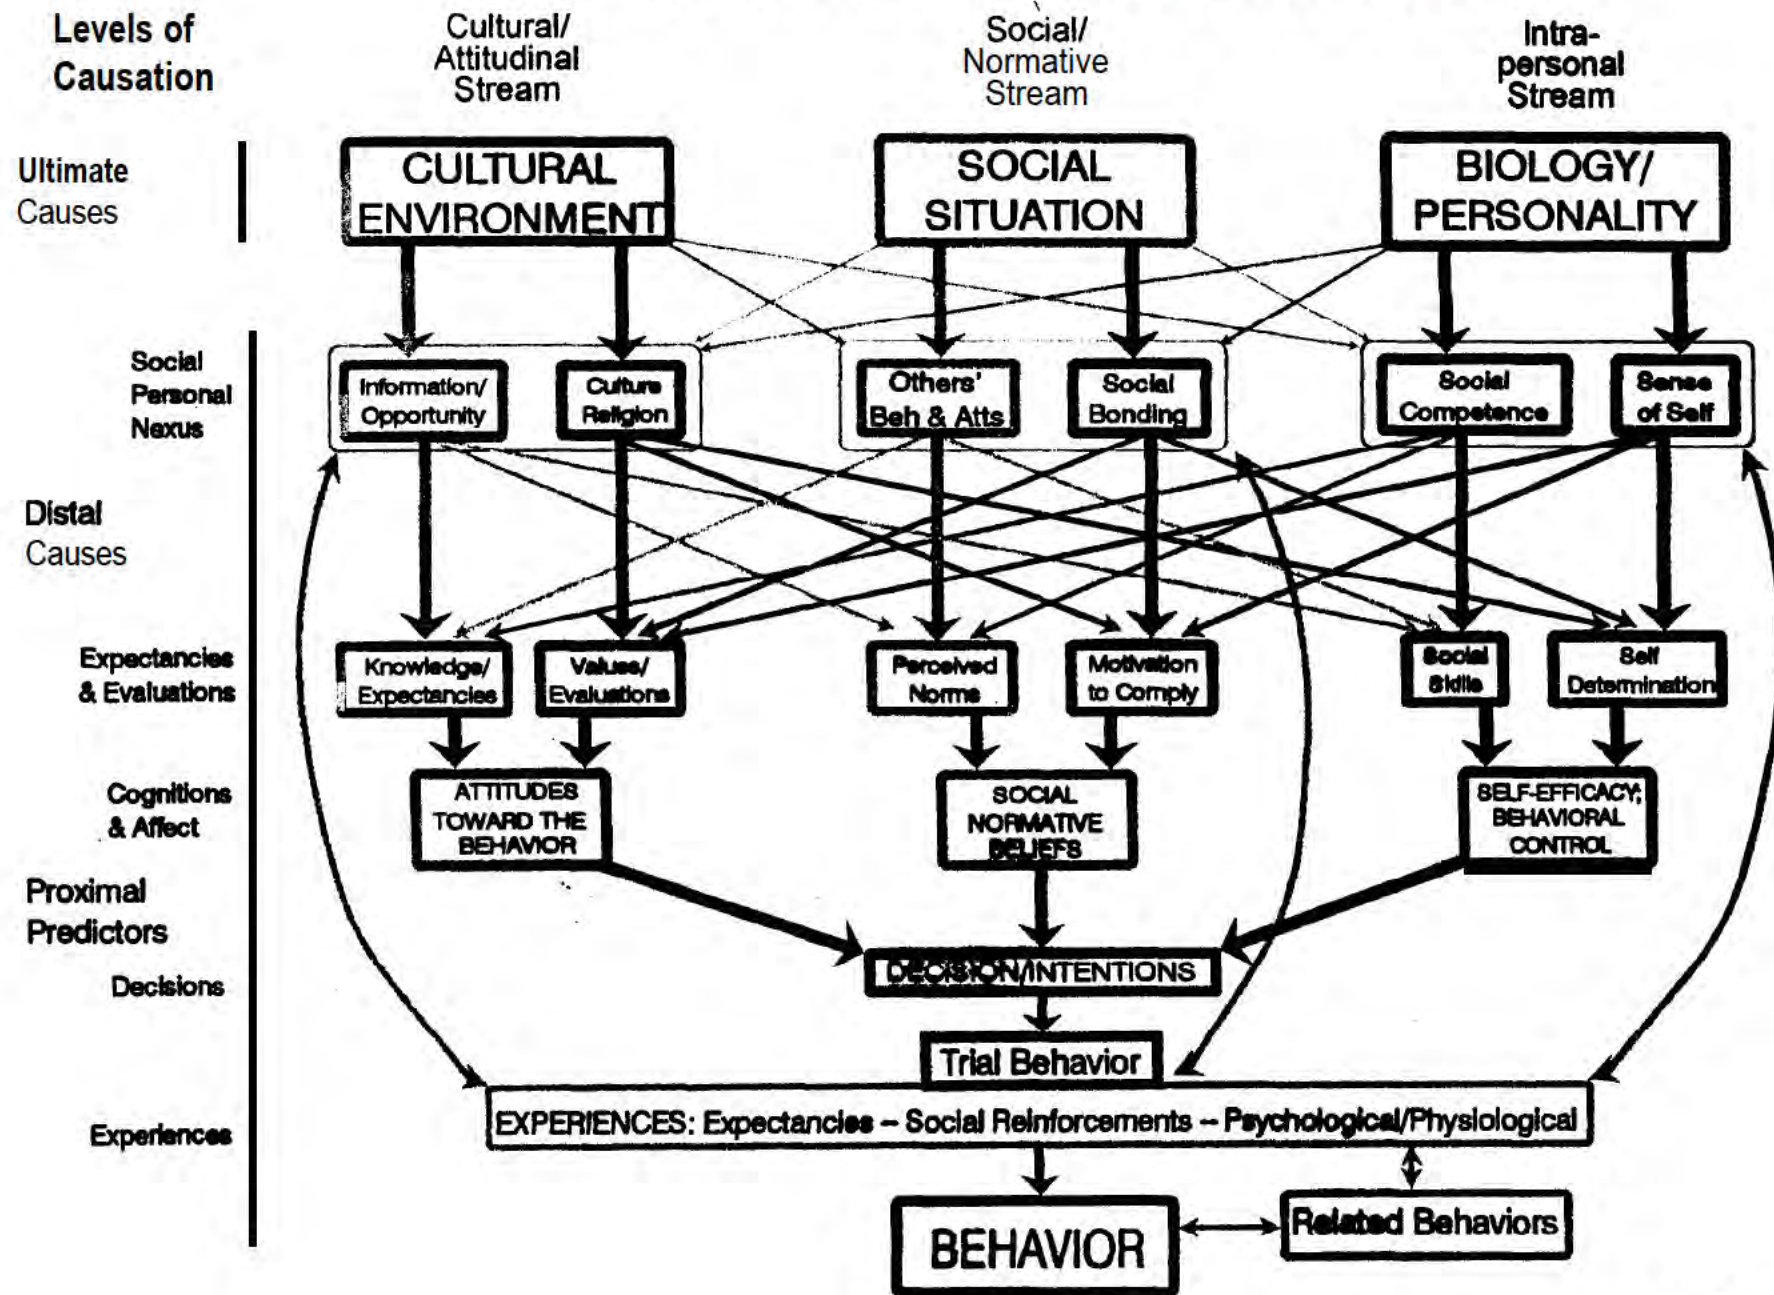 Levels of
Causation
Cultural/
Attitudinal
Stream
Social/
Normative
Stream
Intra-
personal
Stream
Ultimate
Causes
CULTURAL
ENVIRONMENT
SOCIAL
SITUATION
BIOLOGY/
PERSONALITY
Social
Personal
Nexus
Information/
Opportunity
Culture
Religion
Others'
Beh & Atts
Social
Bonding
Social
Competence
Sense
of Self
Distal
Causes
Expectancies
& Evaluations
Knowledge/
Expectancies
Values/
Evaluations
Perceived
Norms
Motivation
to Comply
Social
Skills
Self
Determination
Cognitions
& Affect
ATTITUDES
TOWARD THE
BEHAVIOR
SOCIAL
NORMATIVE
BELIEFS
SELF-EFFICACY;
BEHAVIORAL
CONTROL
Proximal
Predictors
Decisions
DECISION/INTENTIONS
Trial Behavior
Experiences
EXPERIENCES: Expectancies – Social Reinforcements – Psychological/Physiological
BEHAVIOR
Related Behaviors